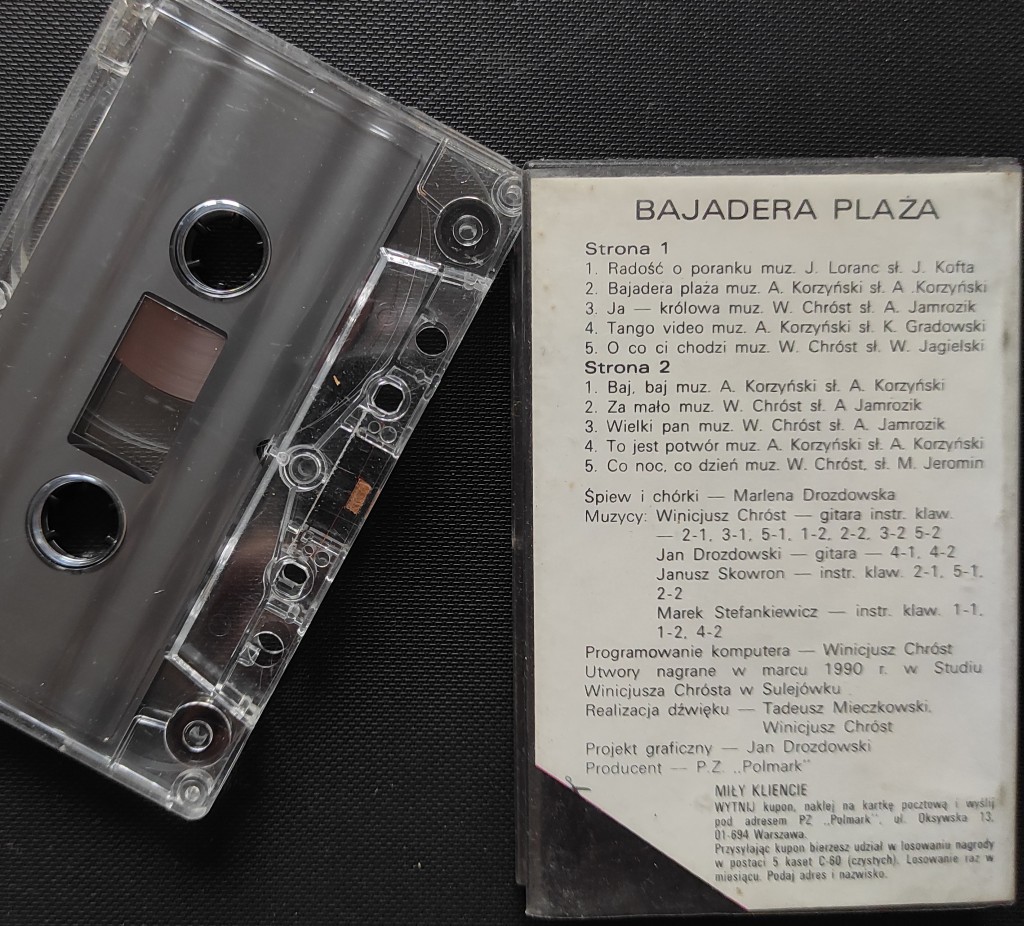 BAJADERA PLAŻA
Strona 1
1. Radość o poranku muz. J. Loranc sł. J. Kofta
2. Bajadera plaża muz. A. Korzyński sł. A .Korzyński
3. Ja — królowa muz. W. Chróst sł. A. Jamrozik
4. Tango video muz. A. Korzyński sł. K. Gradowski
5. O co ci chodzi muz. W. Chróst sł. W. Jagielski
Strona 2
1. Baj, baj muz. A. Korzyński sł. A. Korzyński
2. Za mało muz. W. Chróst sł. A Jamrozik
3. Wielki pan muz. W. Chróst sł. A. Jamrozik
4. To jest potwór muz. A. Korzyński sł. A. Korzyński
5. Co noc, co dzień muz. W. Chróst, sł. M. Jeromin
Śpiew i chórki — Marlena Drozdowska
Muzycy: Winicjusz Chróst — gitara instr. klaw.
— 2-1, 3-1, 5-1, 1-2, 2-2, 3-2 5-2
Jan Drozdowski — gitara — 4-1, 4-2
Janusz Skowron — instr. klaw. 2-1, 5-1,
2-2
Marek Stefankiewicz — instr. klaw. 1-1,
1-2, 4-2
Programowanie komputera — Winicjusz Chróst
Utwory nagrane w marcu 1990 r. w Studiu
Winicjusza Chrósta w Sulejówku
Realizacja dźwięku — Tadeusz Mieczkowski,
Winicjusz Chróst
Projekt graficzny — Jan Drozdowski
Producent — P.Z. „Polmark"
MIŁY KLIENCIE
WYTNIJ kupon, naklej na kartkę pocztową i wyślij
pod adresem PZ „Polmark", ul. Oksywska 13,
01-694 Warszawa.
Przysyłając kupon bierzesz udział w losowaniu nagrody
w postaci 5 kaset C-60 (czystych). Losowanie raz w
miesiącu. Podaj adres i nazwisko.